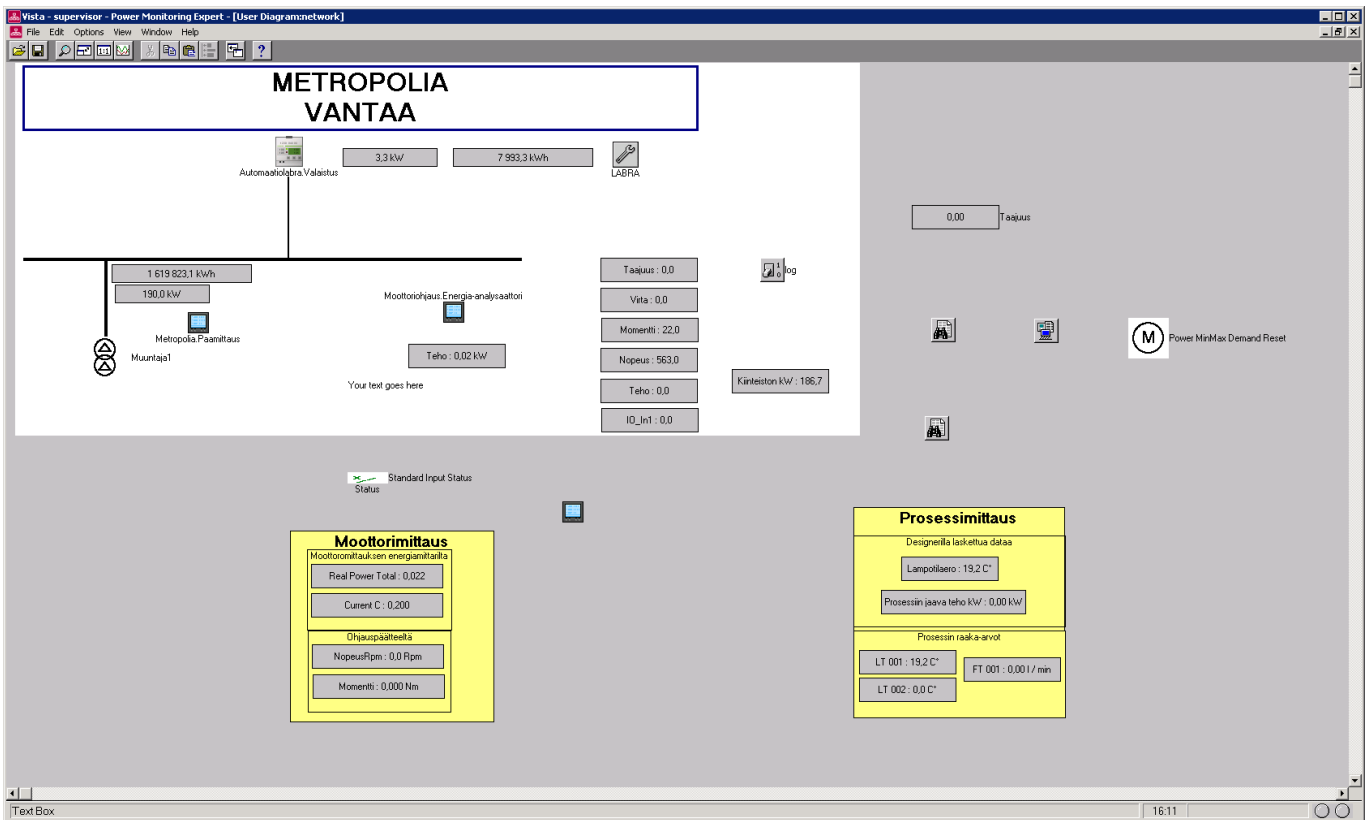 Vista - supervisor - Power Monitoring Expert - [User Diagram:network]
File Edit Options View Window Help
METROPOLIA
VANTAA
3,3 kW
7 993,3 kWh
Automaatiolabra.Valaistus
LABRA
0,00
Taajuus
1 619 823,1 kWh
190,0 kW
Metropolia.Paamittaus
Muuntaja1
Moottoriohjaus.Energia-analysaattori
Teho : 0,02 kW
Your text goes here
Taajuus : 0,0
Virta : 0,0
Momentti : 22,0
Nopeus : 563,0
Teho : 0,0
IO_In1 : 0,0
1
0
log
Kiinteiston kW : 186,7
M
Power MinMax Demand Reset
Standard Input Status
Status
Moottorimittaus
Moottoromittauksen energiamittarilta
Real Power Total : 0,022
Current C : 0,200
Ohjauspäätteeltä
NopeusRpm : 0,0 Rpm
Momentti : 0,000 Nm
Prosessimittaus
Designerilla laskettua dataa
Lampotilaero : 19,2 C°
Prosessiin jaava teho kW : 0,00 kW
Prosessin raaka-arvot
LT 001 : 19,2 C°
FT 001 : 0,00 l / min
LT 002 : 0,0 C°
Text Box
16:11